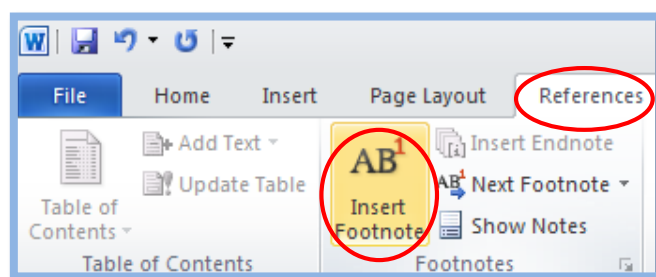 W
File Home Insert Page Layout References
Add Text
Update Table
Table of
Contents
Table of Contents
AB1
Insert
Footnote
Insert Endnote
AB1 Next Footnote
Show Notes
Footnotes